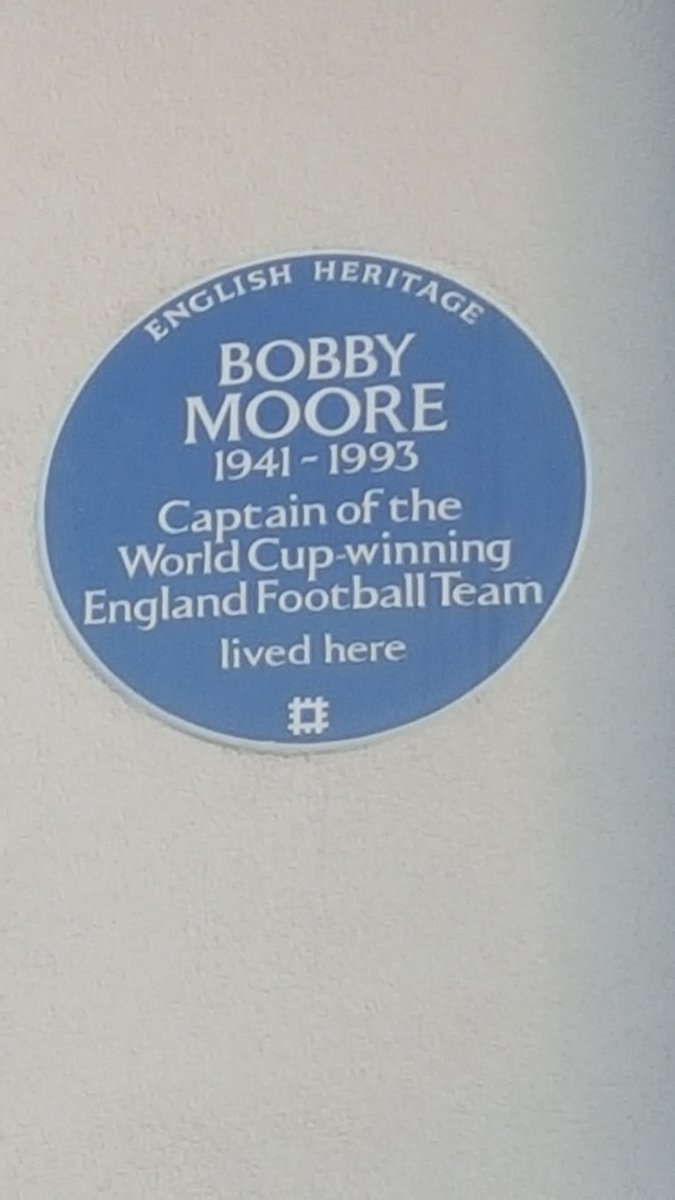 ENGLISH HERITAGE
BOBBY
MOORE
1941 - 1993
Captain of the
World Cup-winning
England Football Team
lived here